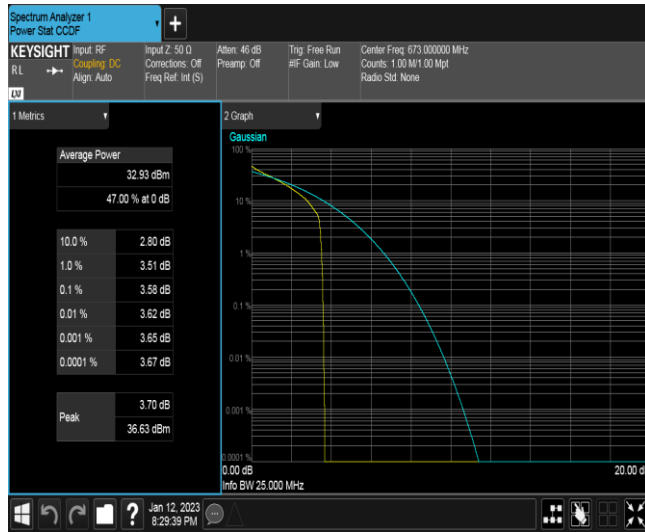 Spectrum Analyzer 1
Power Stat CCDF
KEYSIGHT
RL
LXI
Input: RF
Coupling: DC
Align: Auto
Input Z: 50 Ω
Corrections: Off
Freq Ref: Int (S)
Atten: 46 dB
Preamp: Off
Trig: Free Run
#IF Gain: Low
Center Freq: 673.000000 MHz
Counts: 1.00 M/1.00 Mpt
Radio Std: None
1 Metrics
Average Power
32.93 dBm
47.00 % at 0 dB
10.0 % 2.80 dB
1.0 % 3.51 dB
0.1 % 3.58 dB
0.01 % 3.62 dB
0.001 % 3.65 dB
0.0001 % 3.67 dB
Peak
3.70 dB
36.63 dBm
2 Graph
Gaussian
100 %
10 %
1 %
0.1 %
0.01 %
0.001 %
0.0001 %
0.00 dB
20.00 d
Info BW 25.000 MHz
?
Jan 12, 2023
8:29:39 PM